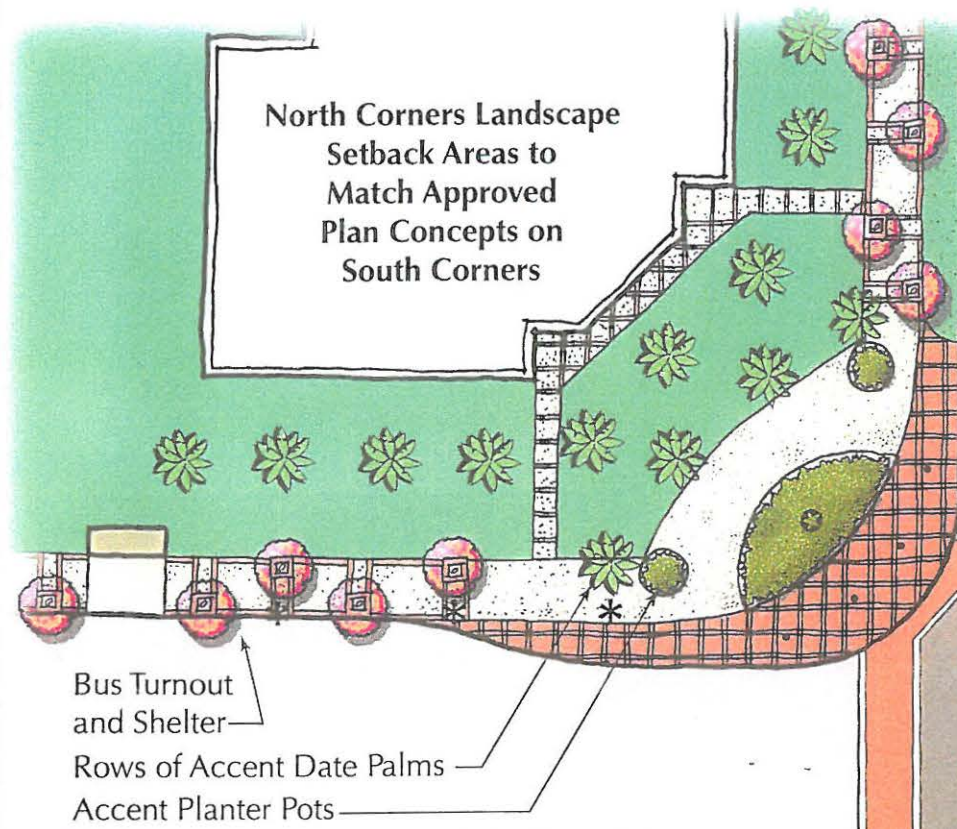 North Corners Landscape
Setback Areas to
Match Approved
Plan Concepts on
South Corners
Bus Turnout
and Shelter
Rows of Accent Date Palms
Accent Planter Pots